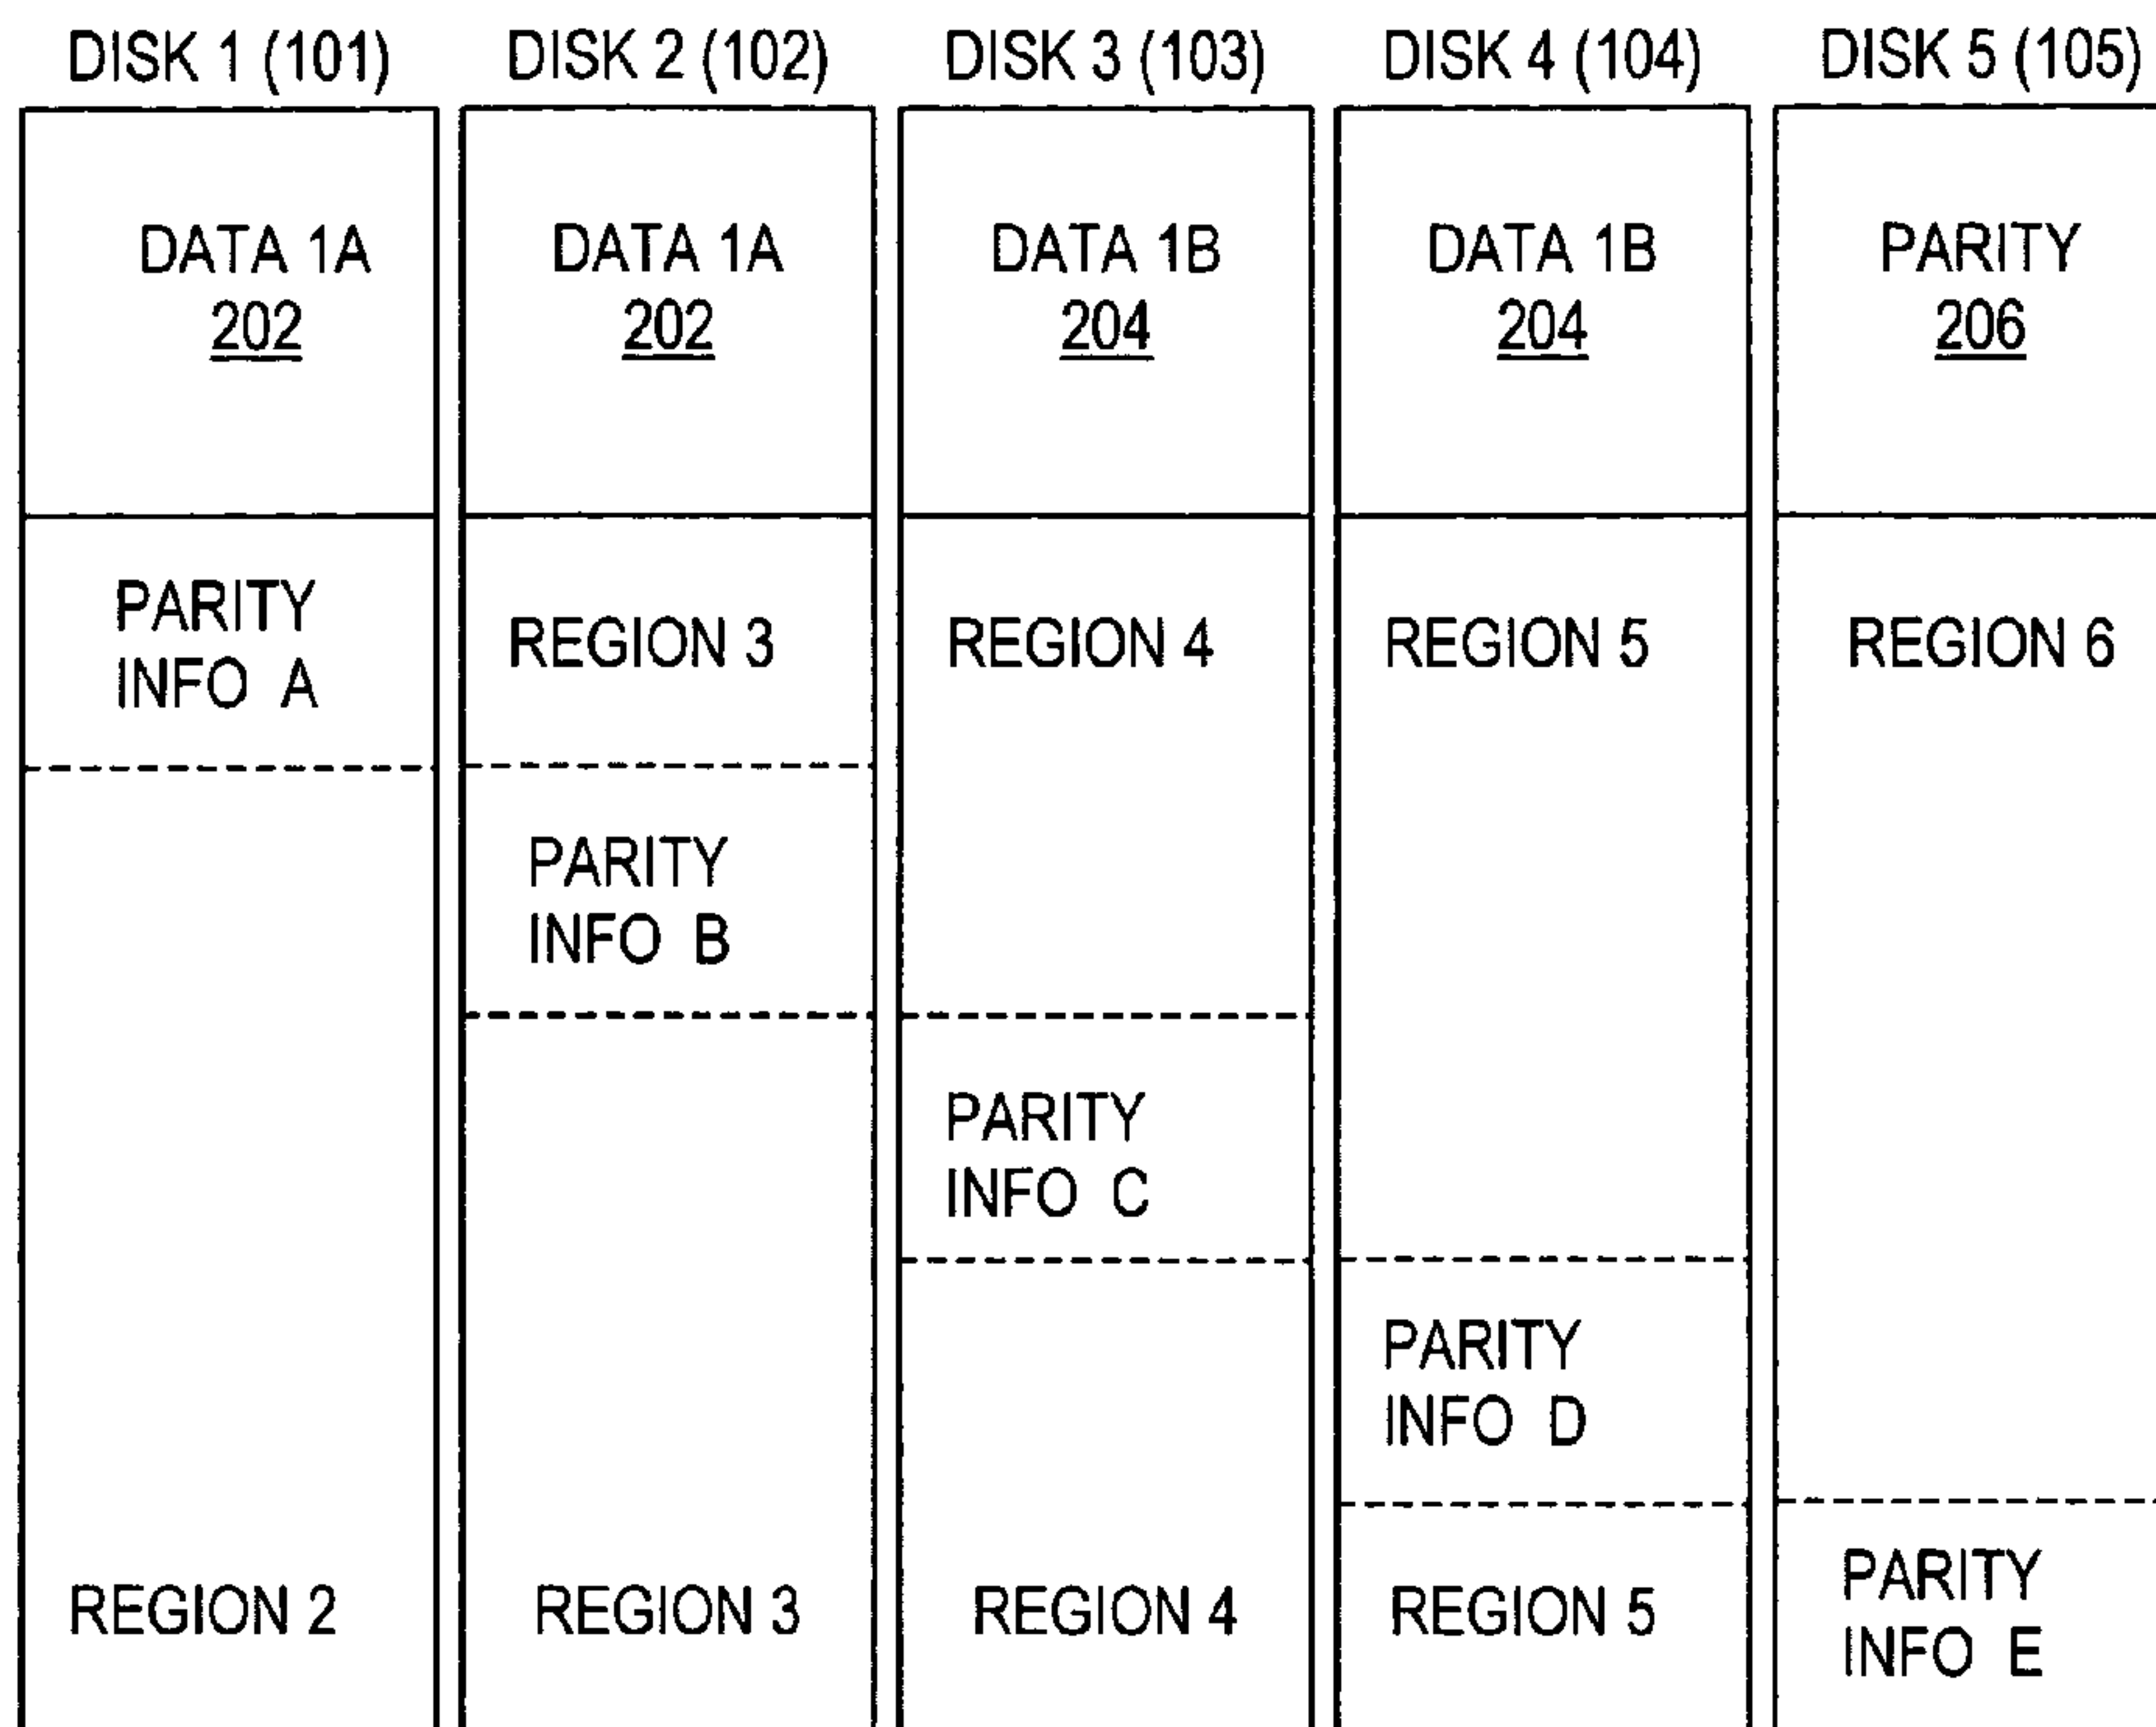 DISK 1 (101) DISK 2 (102) DISK 3 (103) DISK 4 (104) DISK 5 (105)
DATA 1A DATA 1A DATA 1B DATA 1B PARITY
202 202 204 204 206
PARITY
INFO A
REGION 3 REGION 4 REGION 5 REGION 6
PARITY
INFO B
PARITY
INFO C
PARITY
INFO D
REGION 2 REGION 3 REGION 4 REGION 5
PARITY
INFO E